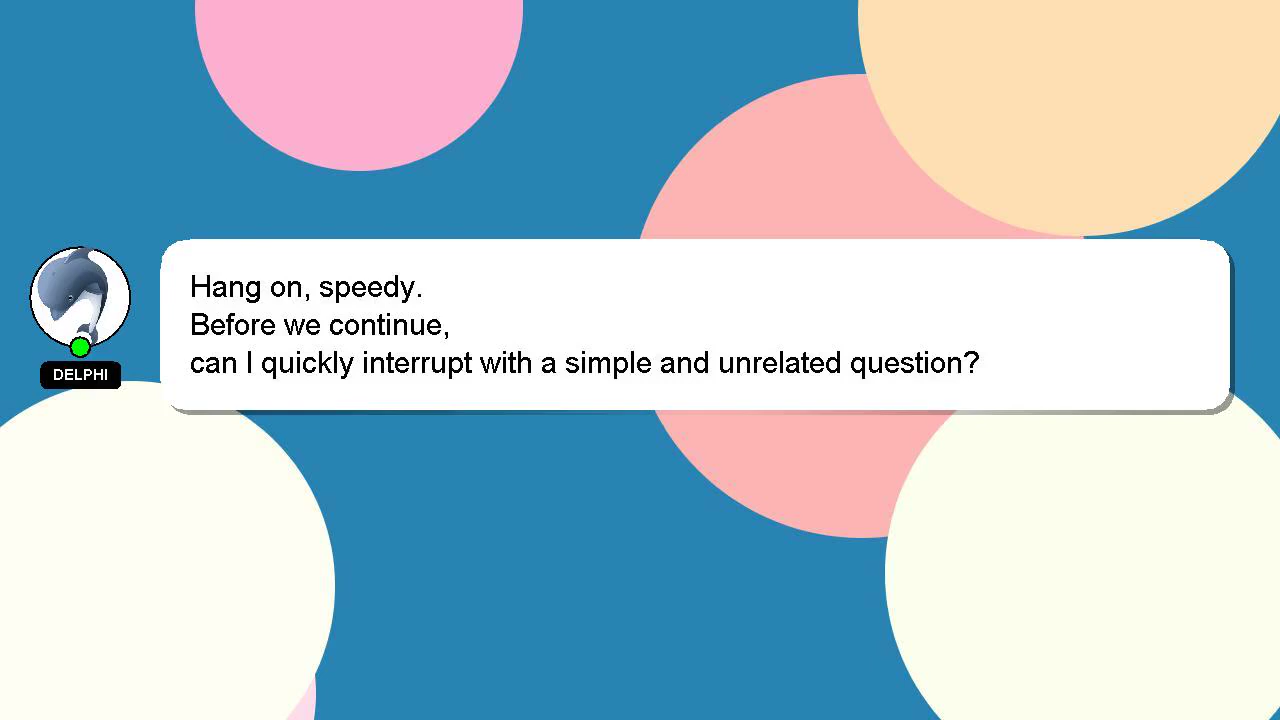 Hang on, speedy.
Before we continue,
can I quickly interrupt with a simple and unrelated question?
DELPHI